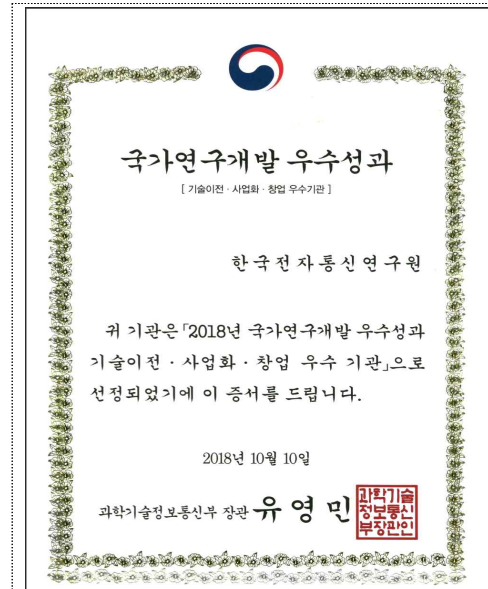 국가연구개발 우수성과
[ 기술이전 · 사업화 · 창업 우수기관 ]
한국전자통신연구원
귀 기관은「2018년 국가연구개발 우수성과
기술이전 · 사업화 · 창업 우수 기관」으로
선정되었기에 이 증서를 드립니다.
2018년 10월 10일
과학기술정보통신부 장관 유영민
과학기술
정보통신
부장관인